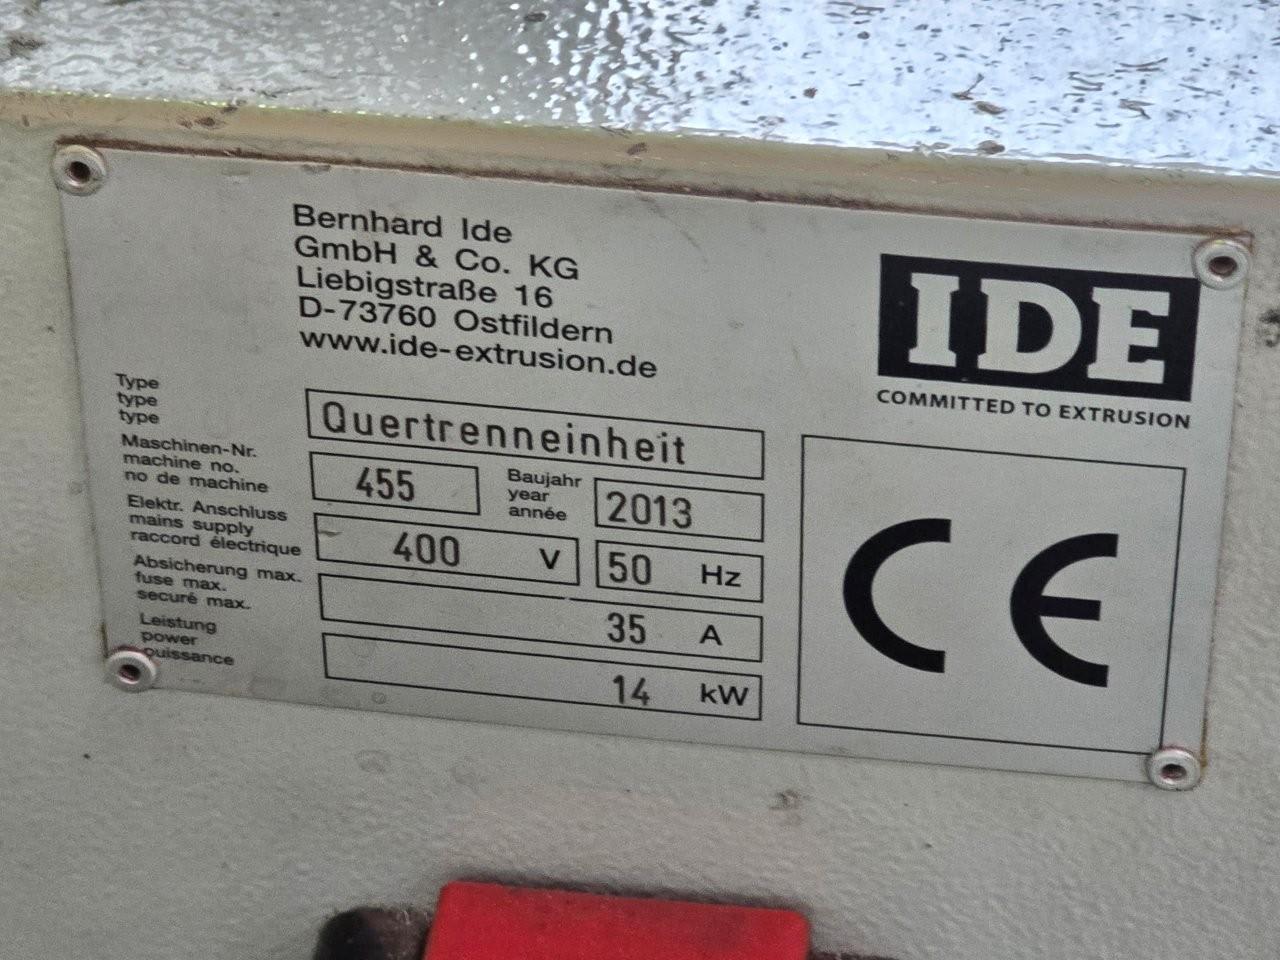 Bernhard Ide
GmbH & Co. KG
Liebigstraße 16
D-73760 Ostfildern
www.ide-extrusion.de
IDE
COMMITTED TO EXTRUSION
Type
type
type
Quertrenneinheit
Maschinen-Nr.
machine no.
no de machine
455
Baujahr
year
année
2013
Elektr. Anschluss
mains supply
raccord électrique
400 V
50 Hz
Absicherung max.
fuse max.
securé max.
35 A
Leistung
power
puissance
14 kW
CE